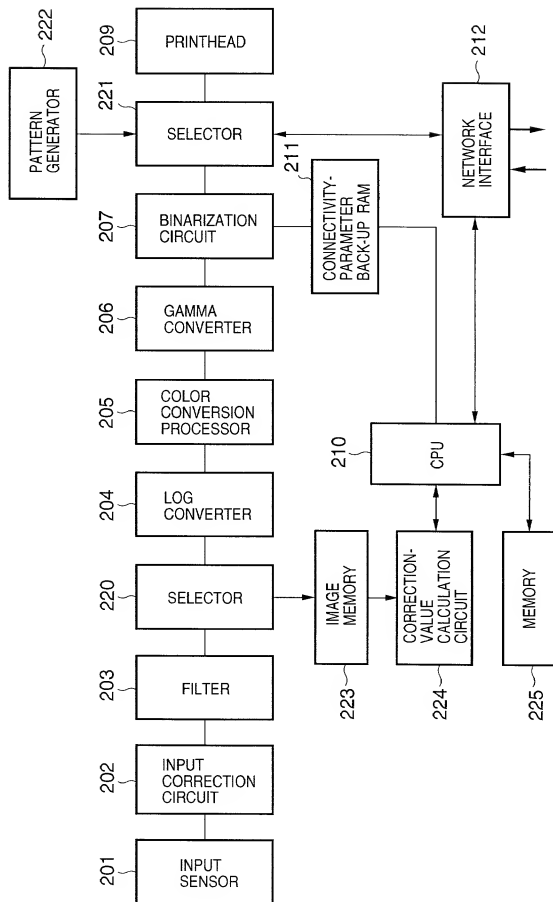 201
INPUT
SENSOR
202
INPUT
CORRECTION
CIRCUIT
203
FILTER
220
SELECTOR
204
LOG
CONVERTER
205
COLOR
CONVERSION
PROCESSOR
206
GAMMA
CONVERTER
207
BINARIZATION
CIRCUIT
221
SELECTOR
209
PRINTHEAD
222
PATTERN
GENERATOR
223
IMAGE
MEMORY
224
CORRECTION-
VALUE
CALCULATION
CIRCUIT
225
MEMORY
210
CPU
211
CONNECTIVITY-
PARAMETER
BACK-UP RAM
212
NETWORK
INTERFACE